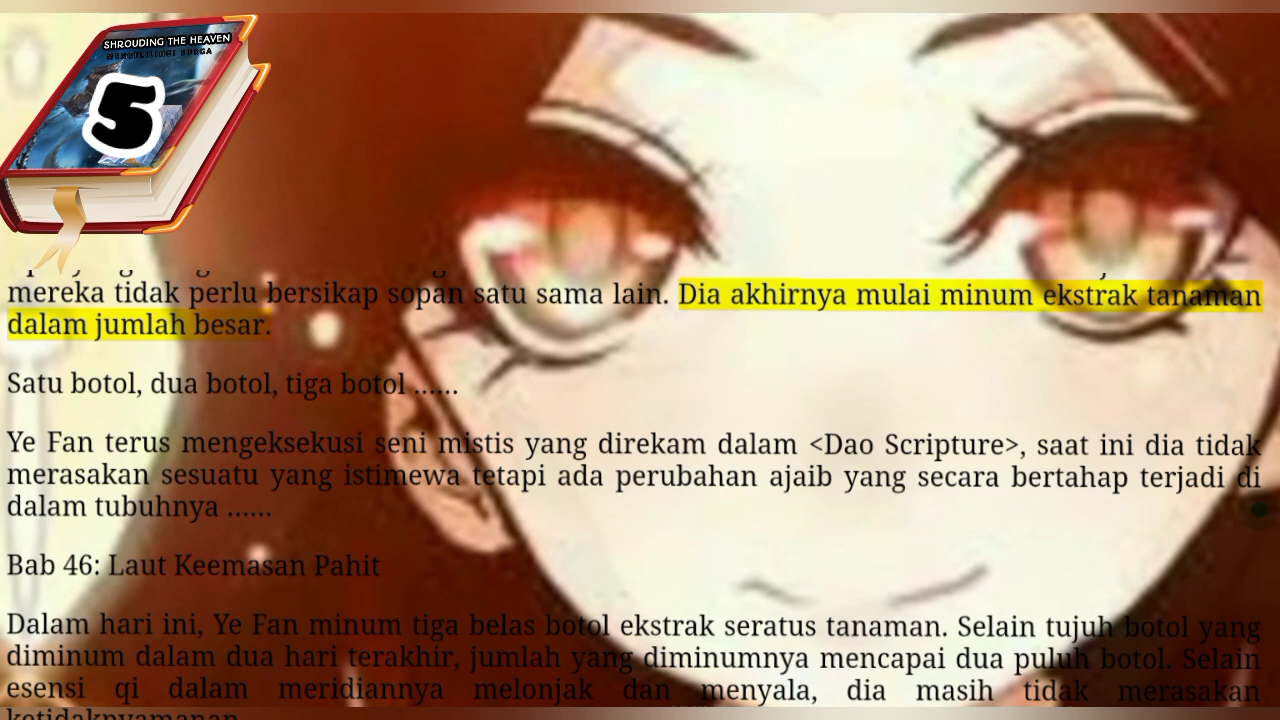 SHROUDING THE HEAVEN
5
mereka tidak perlu bersikap sopan satu sama lain. Dia akhirnya mulai minum ekstrak tanaman
dalam jumlah besar.
Satu botol, dua botol, tiga botol ......
Ye Fan terus mengeksekusi seni mistis yang direkam dalam <Dao Scripture>, saat ini dia tidak
merasakan sesuatu yang istimewa tetapi ada perubahan ajaib yang secara bertahap terjadi di
dalam tubuhnya ......
Bab 46: Laut Keemasan Pahit
Dalam hari ini, Ye Fan minum tiga belas botol ekstrak seratus tanaman. Selain tujuh botol yang
diminum dalam dua hari terakhir, jumlah yang diminumnya mencapai dua puluh botol. Selain
esensi qi dalam meridiannya melonjak dan menyala, dia masih tidak merasakan
ketidaknyamanan